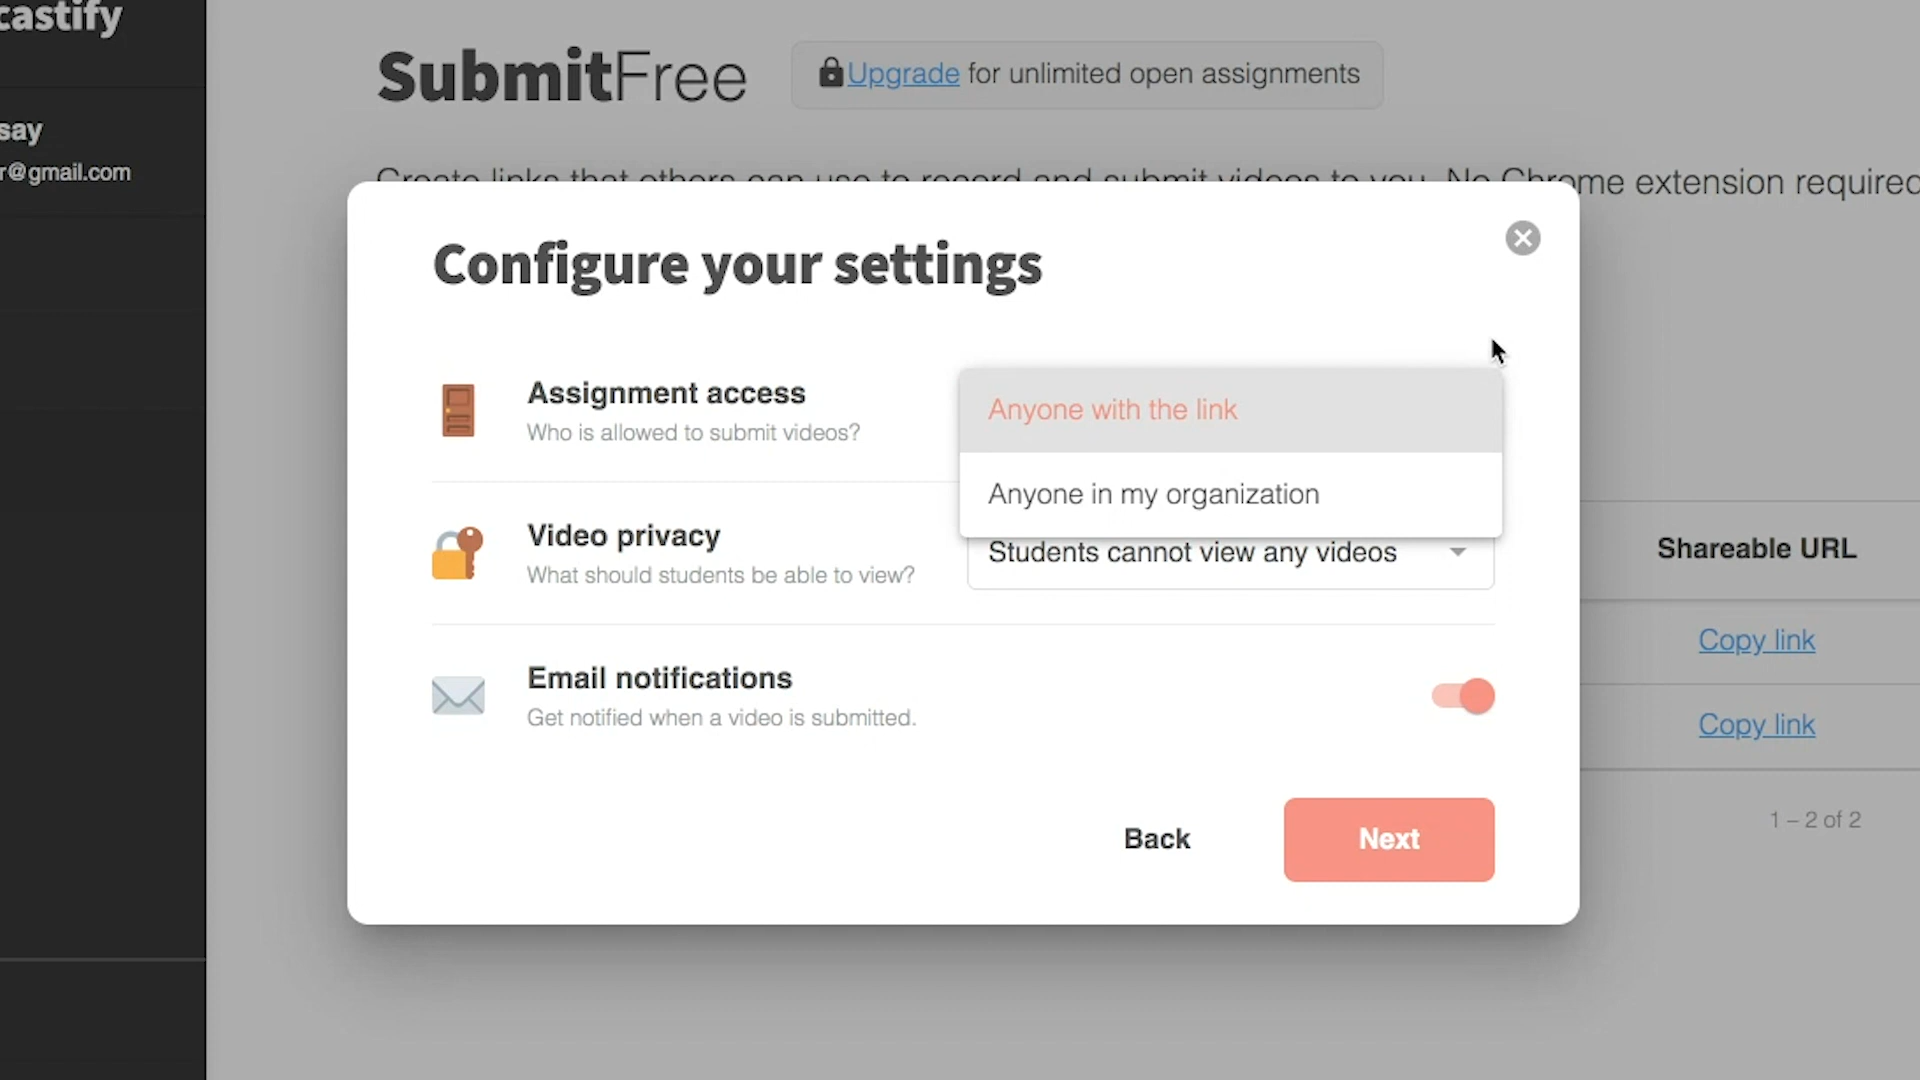 castify
SubmitFree
Upgrade for unlimited open assignments
say
r@gmail.com
Create links that others can use to record and submit videos to you. No Chrome extension required
Configure your settings
Assignment access
Who is allowed to submit videos?
Anyone with the link
Anyone in my organization
Video privacy
What should students be able to view?
Students cannot view any videos
Shareable URL
Copy link
Email notifications
Get notified when a video is submitted.
Copy link
1 – 2 of 2
Back
Next